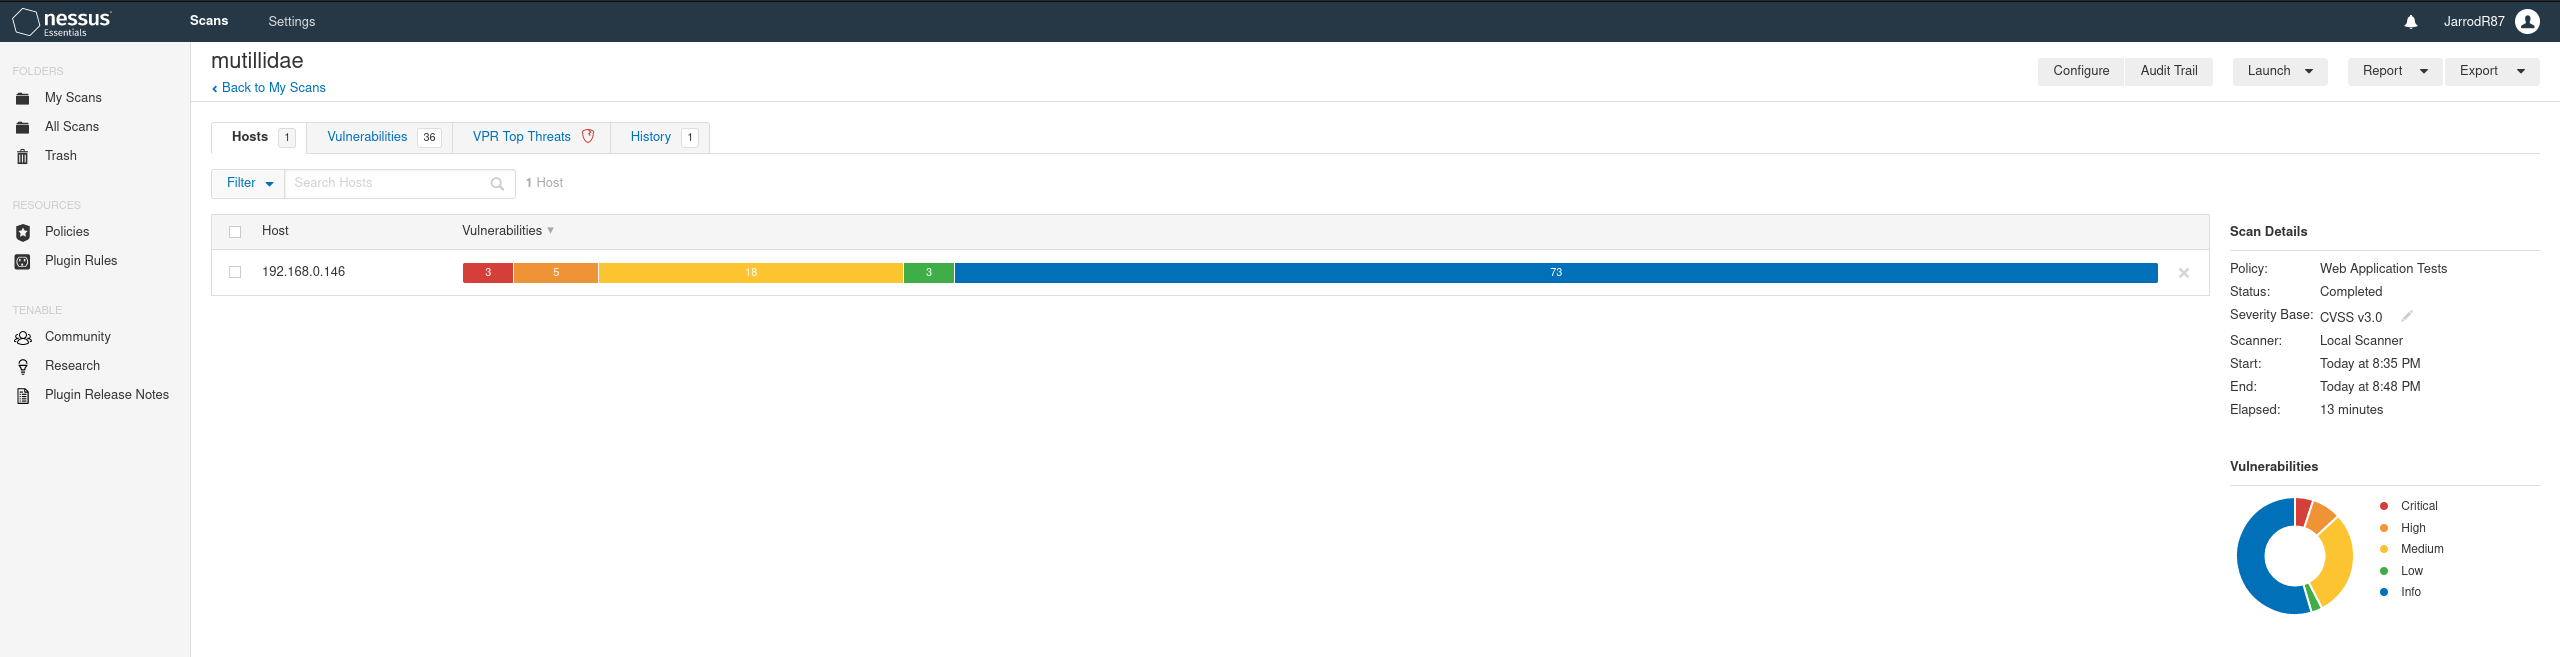 nessus
Essentials
Scans
Settings
JarrodR87
FOLDERS
My Scans
All Scans
Trash
RESOURCES
Policies
Plugin Rules
TENABLE
Community
Research
Plugin Release Notes
mutillidae
Back to My Scans
Configure
Audit Trail
Launch
Report
Export
Hosts 1
Vulnerabilities 36
VPR Top Threats
History 1
Filter
Search Hosts
1 Host
Host
Vulnerabilities
192.168.0.146
3
5
18
3
73
Scan Details
Policy: Web Application Tests
Status: Completed
Severity Base: CVSS v3.0
Scanner: Local Scanner
Start: Today at 8:35 PM
End: Today at 8:48 PM
Elapsed: 13 minutes
Vulnerabilities
Critical
High
Medium
Low
Info